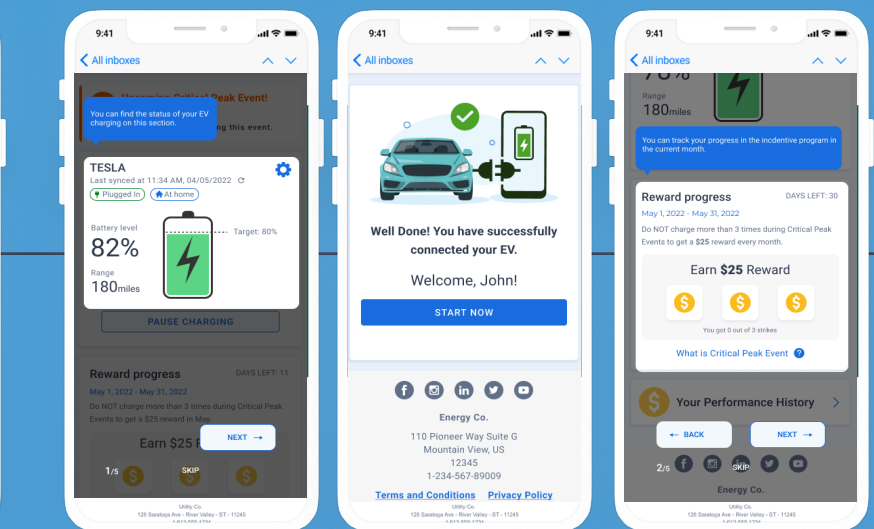 9:41
All inboxes
Upcoming Critical Peak Event!
You can find the status of your EV
charging on this section.
ng this event.
TESLA
Last synced at 11:34 AM, 04/05/2022
Plugged In
At home
Battery level
82%
Target: 80%
Range
180miles
PAUSE CHARGING
Reward progress
DAYS LEFT: 11
May 1, 2022 - May 31, 2022
Do NOT charge more than 3 times during Critical Peak
Events to get a $25 reward in May.
Earn $25
NEXT →
1/5
SKIP
Utility Co.
128 Saratoga Ave - River Valley - ST - 11245
9:41
All inboxes
Well Done! You have successfully
connected your EV.
Welcome, John!
START NOW
Energy Co.
110 Pioneer Way Suite G
Mountain View, US
12345
1-234-567-89009
Terms and Conditions Privacy Policy
Utility Co.
128 Saratoga Ave - River Valley - ST - 11245
9:41
All inboxes
Range
180miles
You can track your progress in the incdentive program in
the current month.
Reward progress
DAYS LEFT: 30
May 1, 2022 - May 31, 2022
Do NOT charge more than 3 times during Critical Peak
Events to get a $25 reward every month.
Earn $25 Reward
You got 0 out of 3 strikes
What is Critical Peak Event ?
Your Performance History
← BACK
NEXT →
2/5
SKIP
Energy Co.
Utility Co.
128 Saratoga Ave - River Valley - ST - 11245